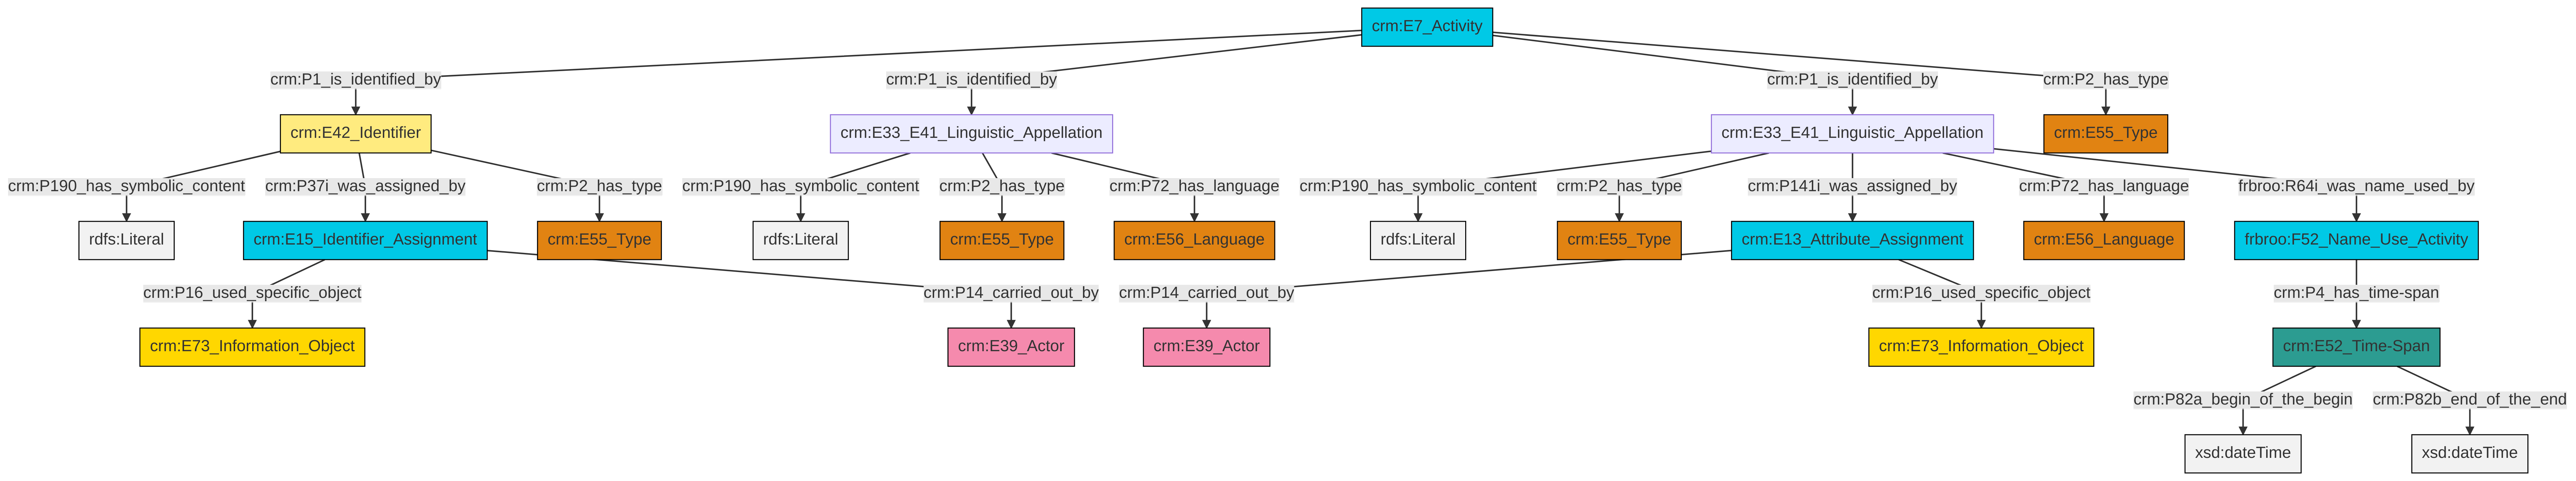 crm:E7_Activity
crm:P1_is_identified_by
crm:P1_is_identified_by
crm:P1_is_identified_by
crm:P2_has_type
crm:E42_Identifier
crm:E33_E41_Linguistic_Appellation
crm:E33_E41_Linguistic_Appellation
crm:E55_Type
crm:P190_has_symbolic_content
crm:P37i_was_assigned_by
crm:P2_has_type
crm:P190_has_symbolic_content
crm:P2_has_type
crm:P72_has_language
crm:P190_has_symbolic_content
crm:P2_has_type
crm:P141i_was_assigned_by
crm:P72_has_language
frbroo:R64i_was_name_used_by
rdfs:Literal
crm:E15_Identifier_Assignment
crm:E55_Type
rdfs:Literal
crm:E55_Type
crm:E56_Language
rdfs:Literal
crm:E55_Type
crm:E13_Attribute_Assignment
crm:E56_Language
frbroo:F52_Name_Use_Activity
crm:P16_used_specific_object
crm:P14_carried_out_by
crm:P14_carried_out_by
crm:P16_used_specific_object
crm:P4_has_time-span
crm:E73_Information_Object
crm:E39_Actor
crm:E39_Actor
crm:E73_Information_Object
crm:E52_Time-Span
crm:P82a_begin_of_the_begin
crm:P82b_end_of_the_end
xsd:dateTime
xsd:dateTime